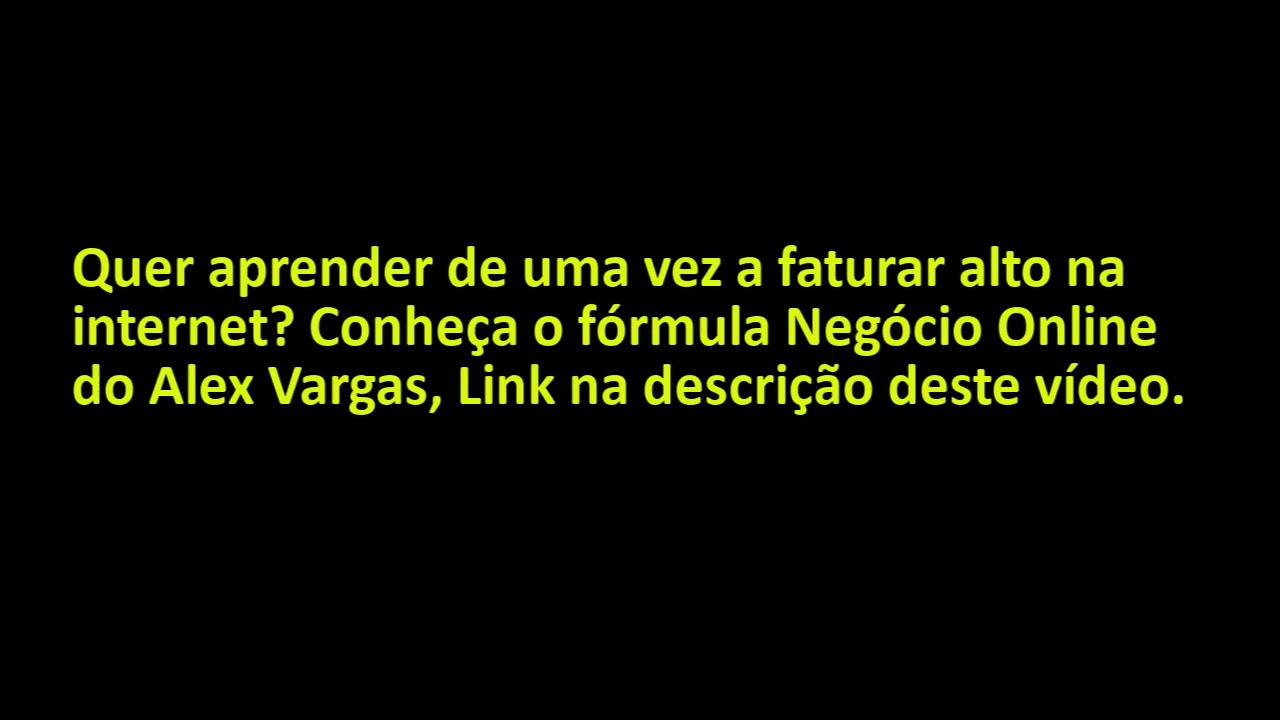 Quer aprender de uma vez a faturar alto na
internet? Conheça o fórmula Negócio Online
do Alex Vargas, Link na descrição deste vídeo.